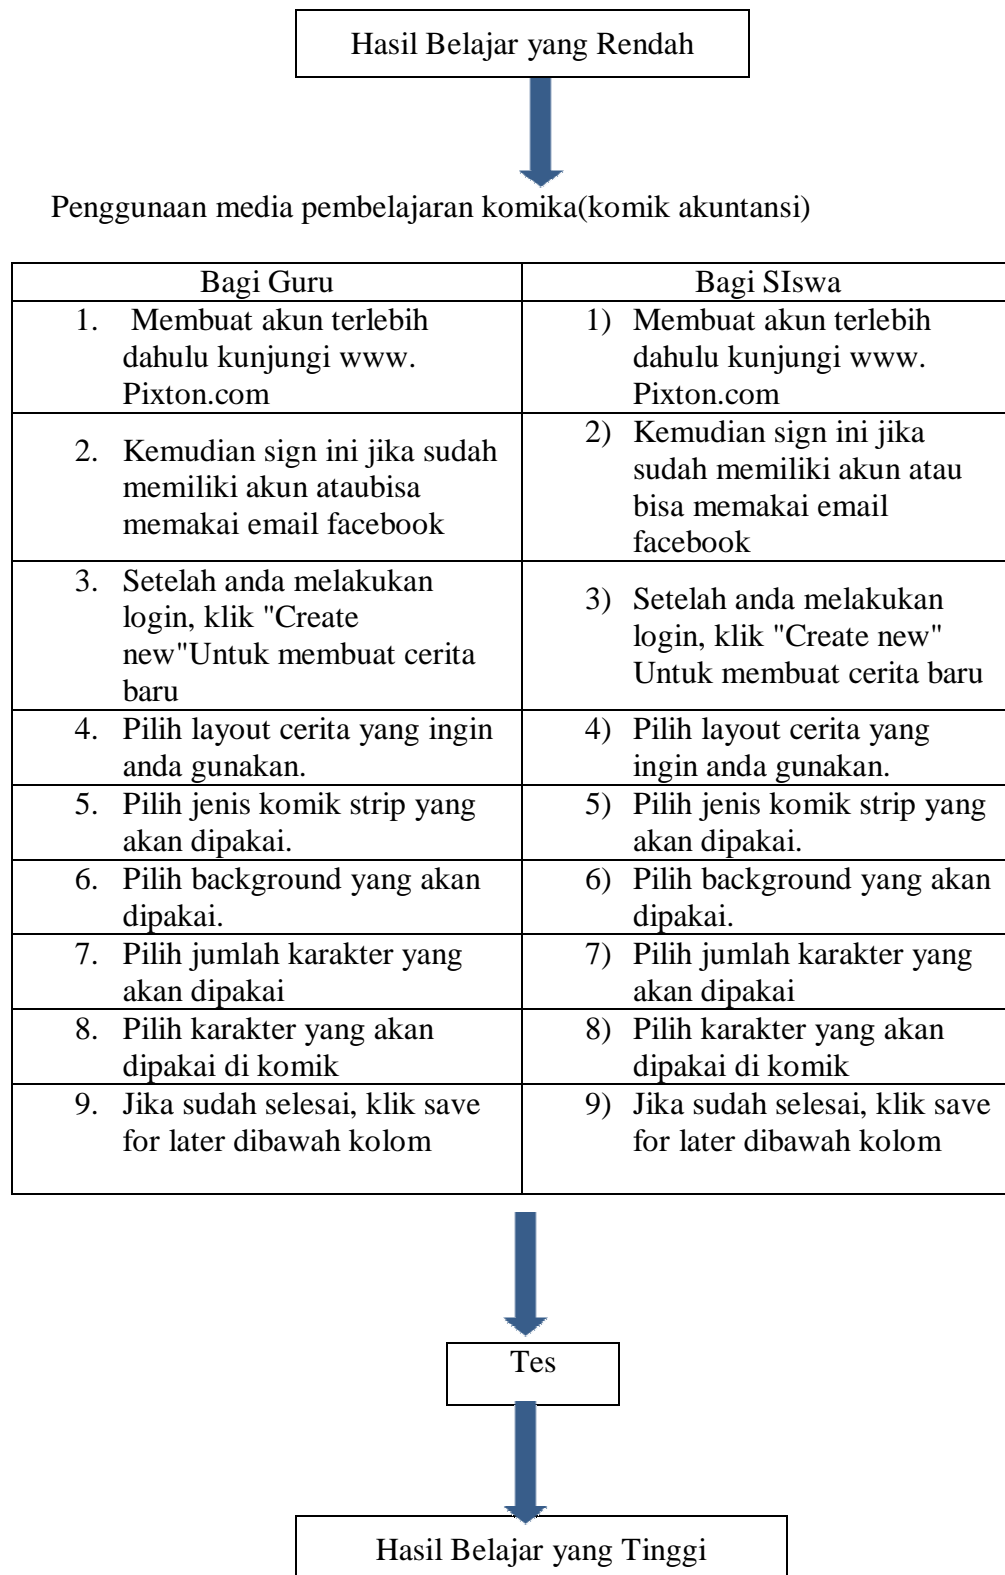 Hasil Belajar yang Rendah
Penggunaan media pembelajaran komika(komik akuntansi)
Bagi Guru
Bagi SIswa
1. Membuat akun terlebih
dahulu kunjungi www.
Pixton.com
1) Membuat akun terlebih
dahulu kunjungi www.
Pixton.com
2. Kemudian sign ini jika sudah
memiliki akun ataubisa
memakai email facebook
2) Kemudian sign ini jika
sudah memiliki akun atau
bisa memakai email
facebook
3. Setelah anda melakukan
login, klik "Create
new"Untuk membuat cerita
baru
3) Setelah anda melakukan
login, klik "Create new"
Untuk membuat cerita baru
4. Pilih layout cerita yang ingin
anda gunakan.
4) Pilih layout cerita yang
ingin anda gunakan.
5. Pilih jenis komik strip yang
akan dipakai.
5) Pilih jenis komik strip yang
akan dipakai.
6. Pilih background yang akan
dipakai.
6) Pilih background yang akan
dipakai.
7. Pilih jumlah karakter yang
akan dipakai
7) Pilih jumlah karakter yang
akan dipakai
8. Pilih karakter yang akan
dipakai di komik
8) Pilih karakter yang akan
dipakai di komik
9. Jika sudah selesai, klik save
for later dibawah kolom
9) Jika sudah selesai, klik save
for later dibawah kolom
Tes
Hasil Belajar yang Tinggi